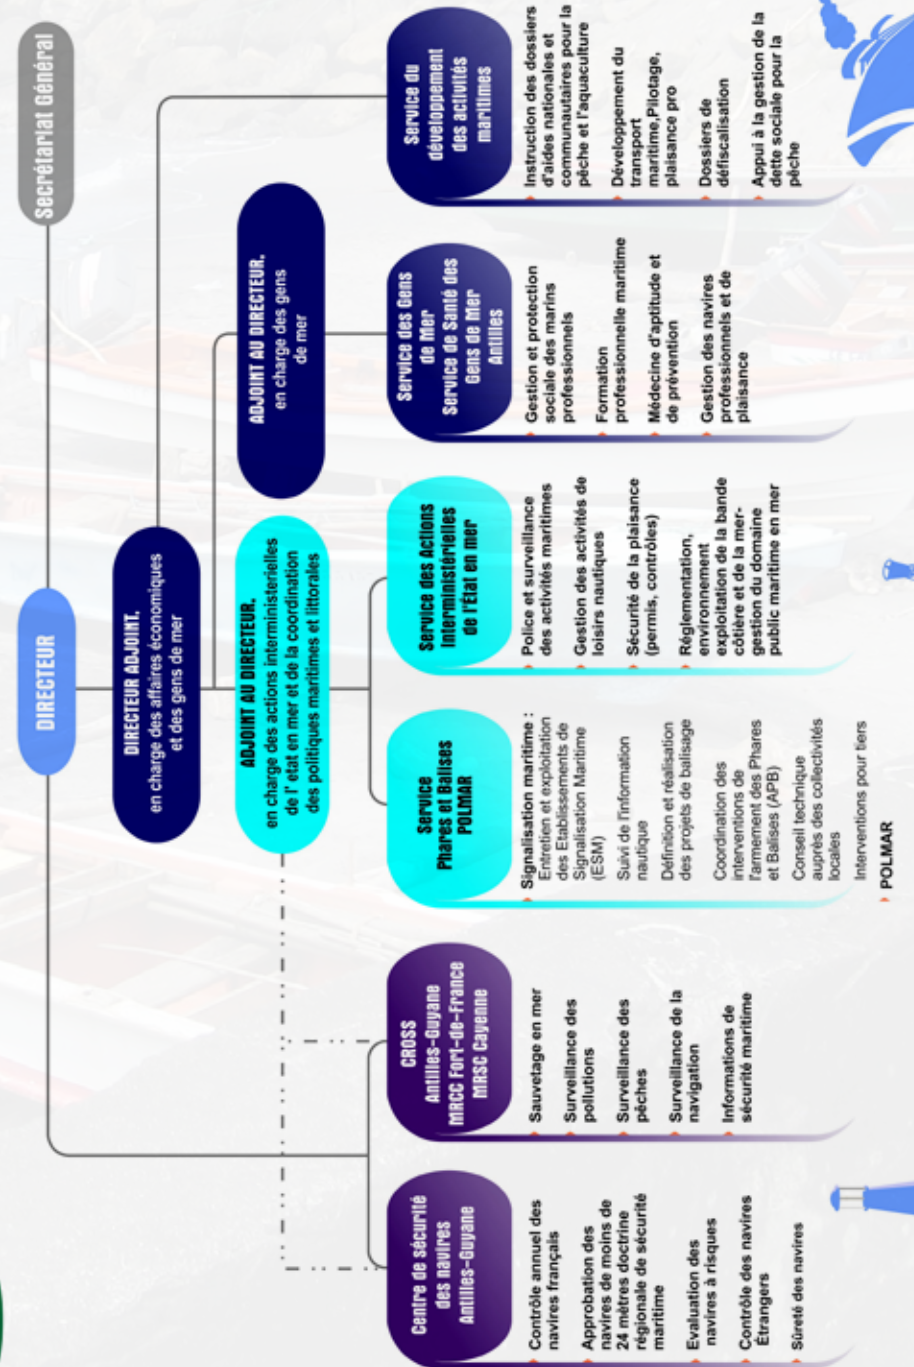 Secrétariat Général
DIRECTEUR
DIRECTEUR ADJOINT,
en charge des affaires économiques
et des gens de mer
ADJOINT AU DIRECTEUR,
en charge des actions interministerielles
de l' etat en mer et de la coordination
des politiques maritimes et littorales
ADJOINT AU DIRECTEUR,
en charge des gens
de mer
Centre de sécurité
des navires
Antilles-Guyane
Contrôle annuel des
navires français
Approbation des
navires de moins de
24 mètres doctrine
régionale de sécurité
maritime
Evaluation des
navires à risques
Contrôle des navires
Étrangers
Sûreté des navires
CROSS
Antilles-Guyane
MRCC Fort-de-France
MRSC Cayenne
Sauvetage en mer
Surveillance des
pollutions
Surveillance des
pêches
Surveillance de la
navigation
Informations de
sécurité maritime
Service
Phares et Balises
POLMAR
Signalisation maritime :
Entretien et exploitation
des Etablissements de
Signalisation Maritime
(ESM)
Suivi de l'information
nautique
Définition et réalisation
des projets de balisage
Coordination des
interventions de
l'armement des Phares
et Balises (APB)
Conseil technique
auprès des collectivités
locales
Interventions pour tiers
POLMAR
Service des Actions
Interministérielles
de l'État en mer
Police et surveillance
des activités maritimes
Gestion des activités de
loisirs nautiques
Sécurité de la plaisance
(permis, contrôles)
Réglementation,
environnement
exploitation de la bande
côtière et de la mer-
gestion du domaine
public maritime en mer
Service des Gens
de Mer
Service de Santé des
Gens de Mer
Antilles
Gestion et protection
sociale des marins
professionnels
Formation
professionnelle maritime
Médecine d'aptitude et
de prévention
Gestion des navires
professionnels et de
plaisance
Service du
développement
des activités
maritimes
Instruction des dossiers
d'aides nationales et
communautaires pour la
pêche et l'aquaculture
Développement du
transport
maritime,Pilotage,
plaisance pro
Dossiers de
défiscalisation
Appui à la gestion de la
dette sociale pour la
pêche